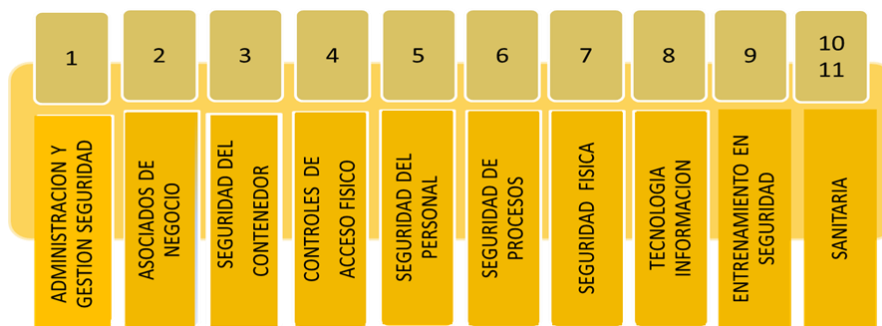 1
ADMINISTRACION Y
GESTION SEGURIDAD
2
ASOCIADOS DE
NEGOCIO
3
SEGURIDAD DEL
CONTENEDOR
4
CONTROLES DE
ACCESO FISICO
5
SEGURIDAD DEL
PERSONAL
6
SEGURIDAD DE
PROCESOS
7
SEGURIDAD FISICA
8
TECNOLOGIA
INFORMACION
9
ENTRENAMIENTO EN
SEGURIDAD
10
11
SANITARIA